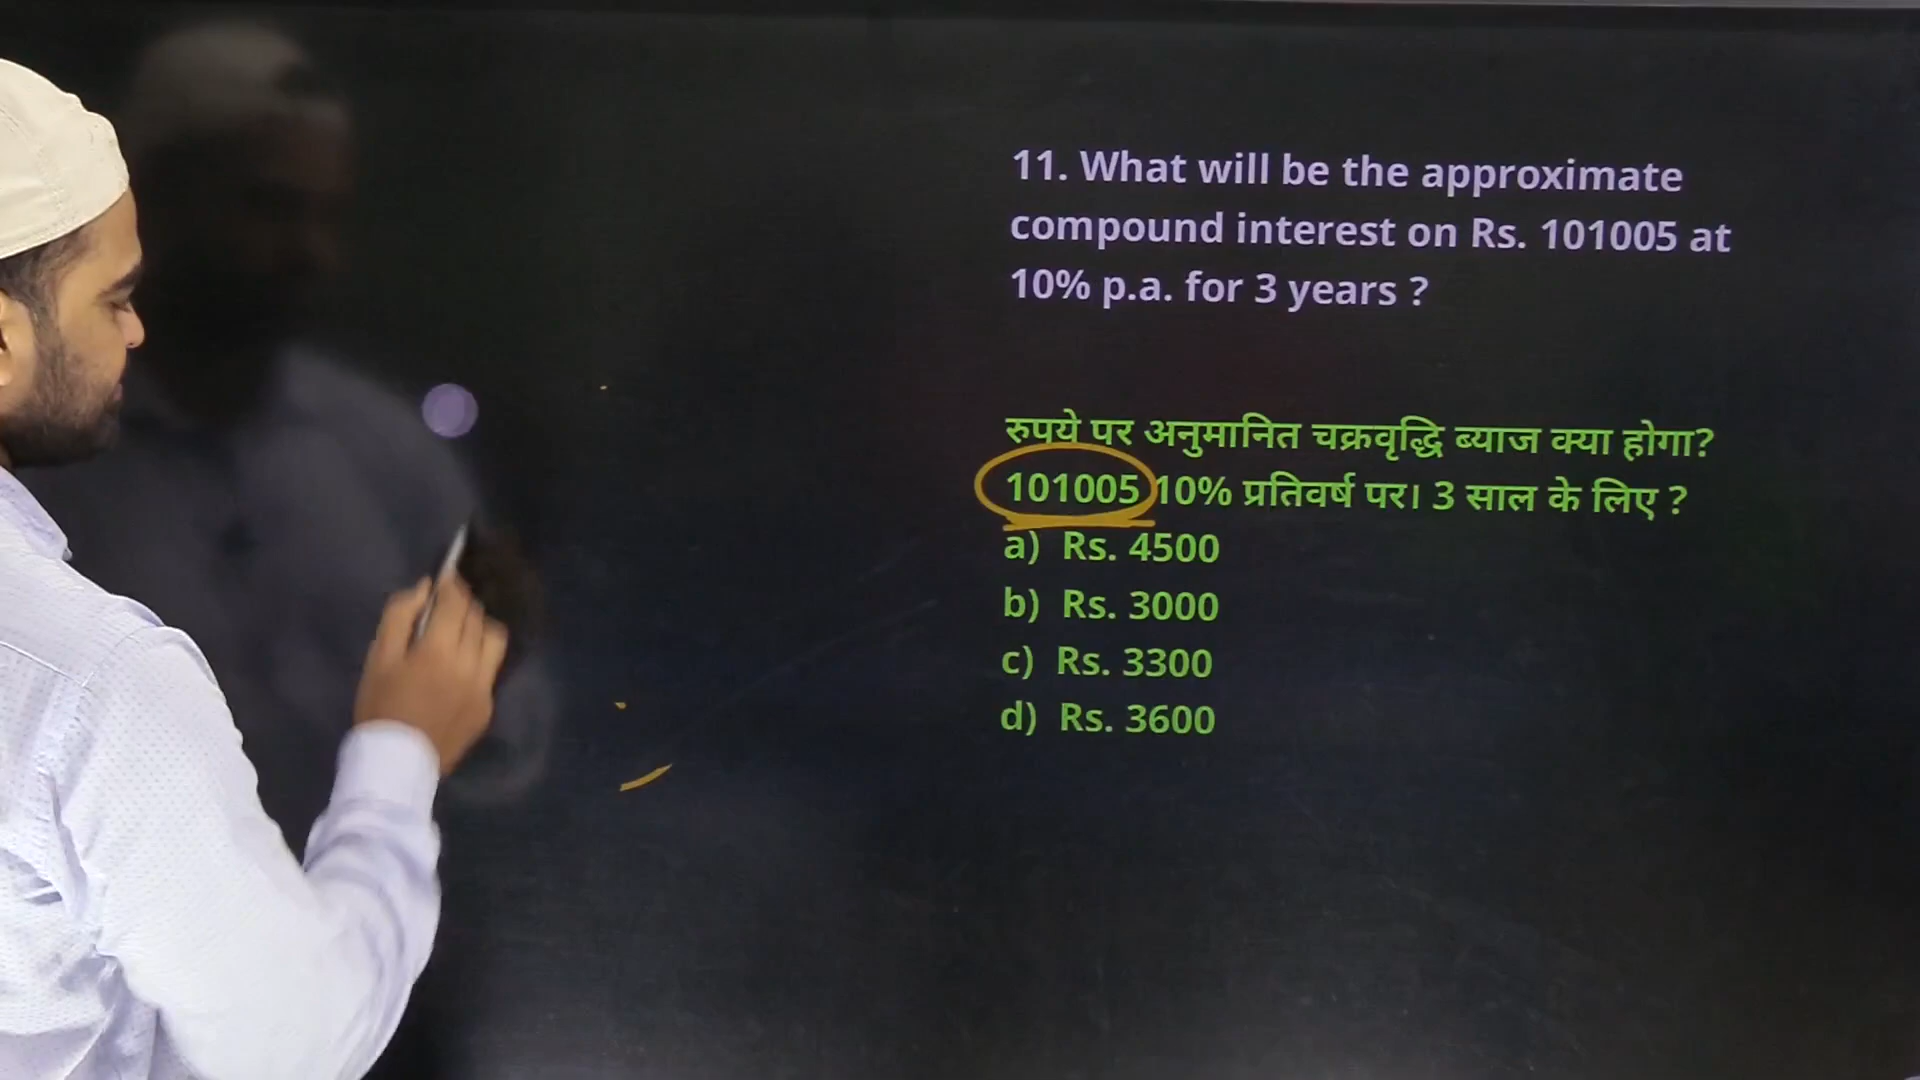 11. What will be the approximate
compound interest on Rs. 101005 at
10% p.a. for 3 years ?
रुपये पर अनुमानित चक्रवृद्धि ब्याज क्या होगा?
101005 10% प्रतिवर्ष पर। 3 साल के लिए ?
a) Rs. 4500
b) Rs. 3000
c) Rs. 3300
d) Rs. 3600